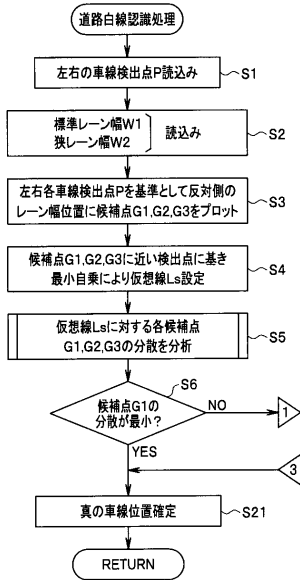 道路白線認識処理
左右の車線検出点P読込み
S1
標準レーン幅W1
狭レーン幅W2
読込み
S2
左右各車線検出点Pを基準として反対側の
レーン幅位置に候補点G1,G2,G3をプロット
S3
候補点G1,G2,G3に近い検出点に基き
最小自乗により仮想線Ls設定
S4
仮想線Lsに対する各候補点
G1,G2,G3の分散を分析
S5
S6
候補点G1の
分散が最小?
NO
1
YES
3
真の車線位置確定
S21
RETURN